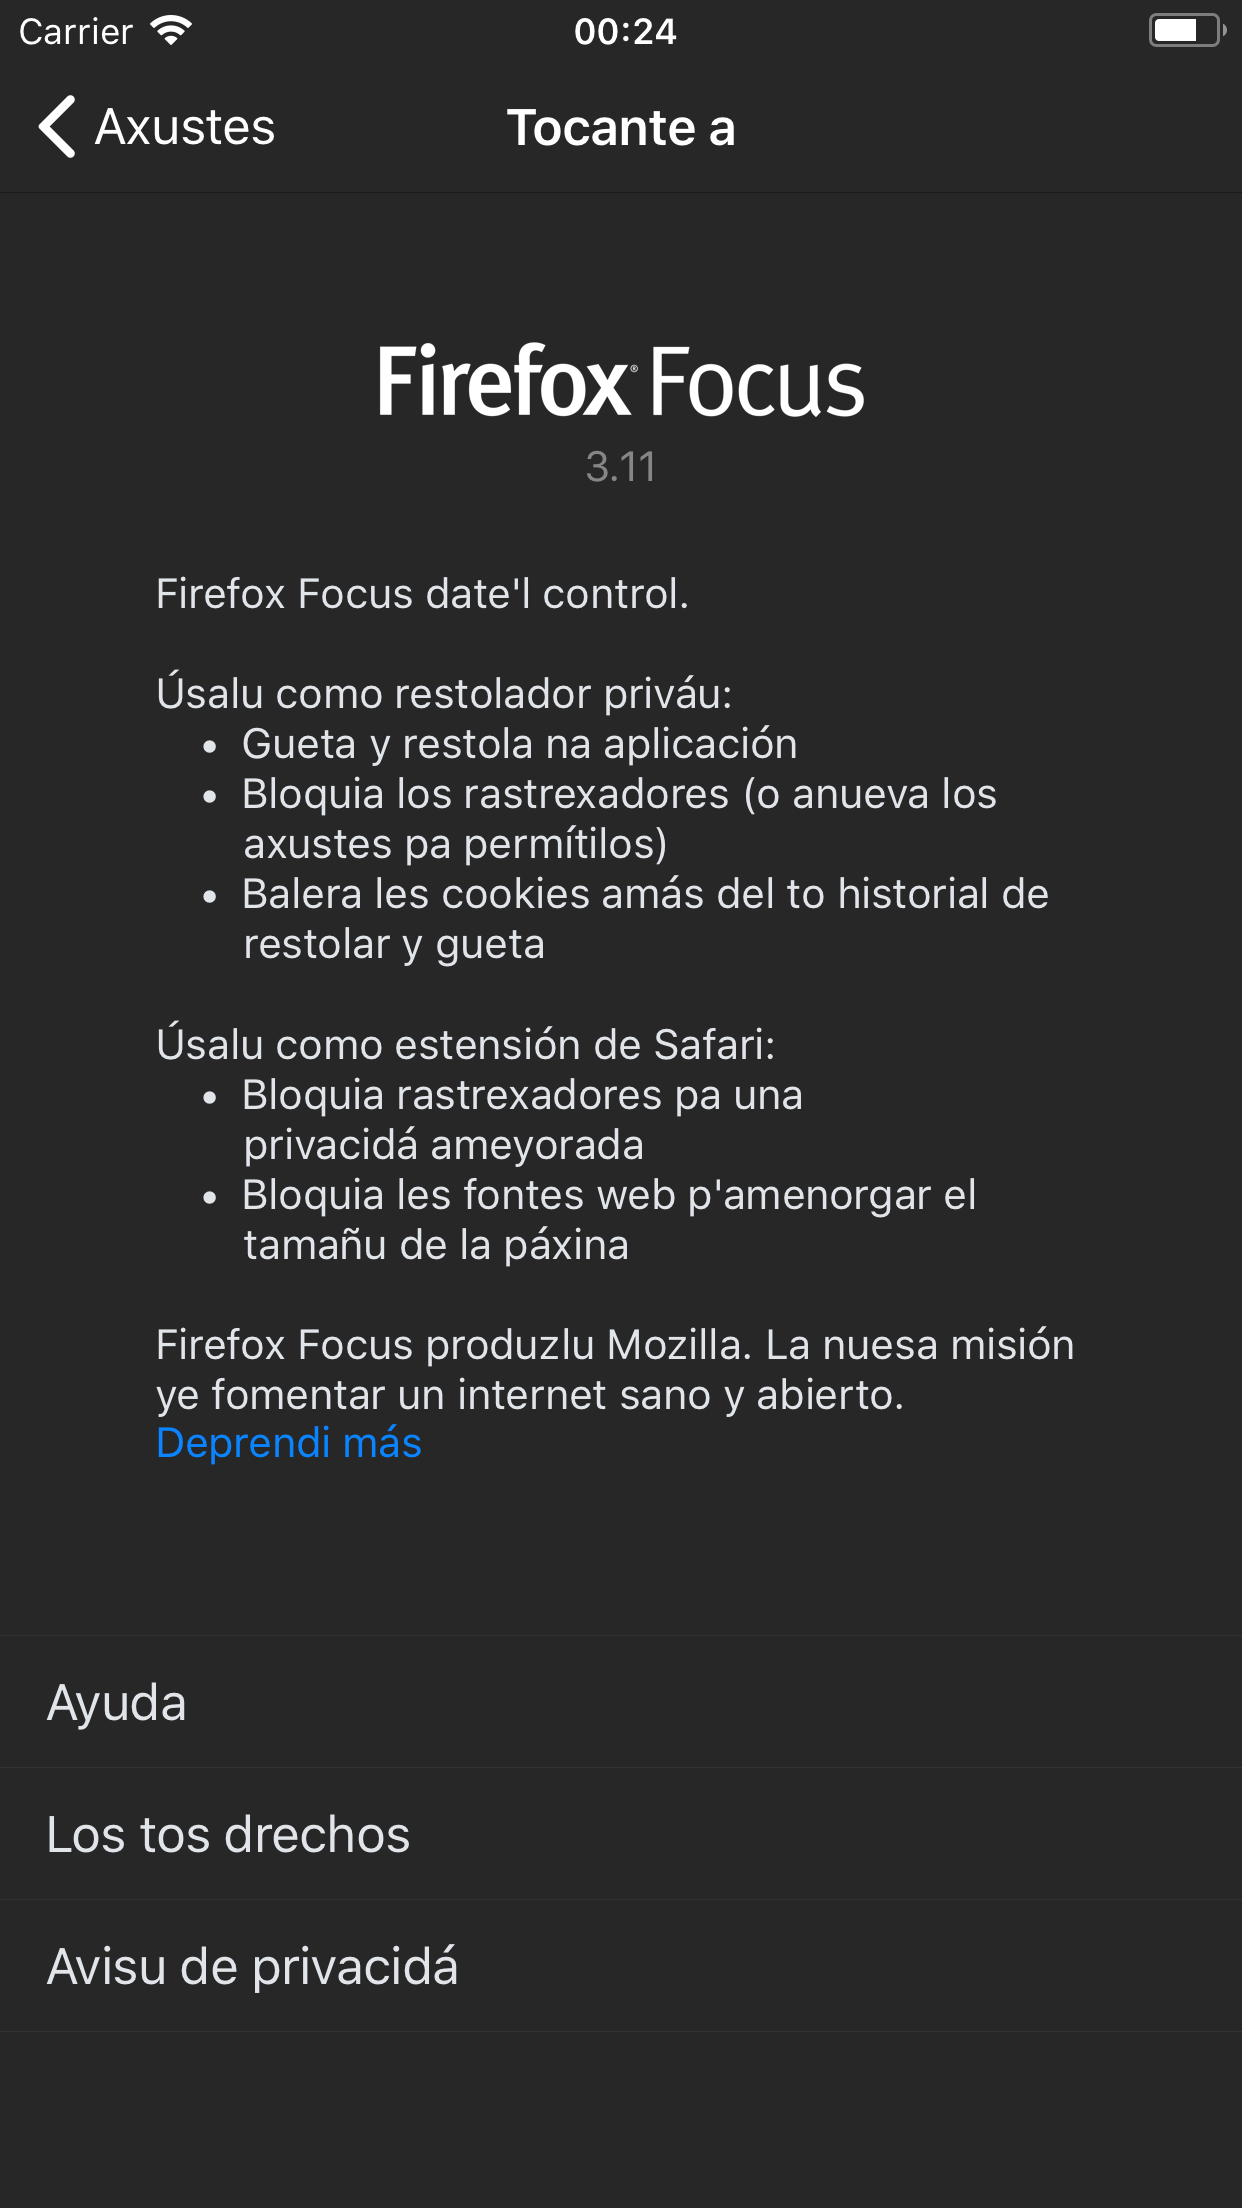 Carrier 00:24
Axustes Tocante a
Firefox® Focus
3.11
Firefox Focus date'l control.
Úsalu como restolador priváu:
• Gueta y restola na aplicación
• Bloquia los rastrexadores (o anueva los
axustes pa permítilos)
• Balera les cookies amás del to historial de
restolar y gueta
Úsalu como estensión de Safari:
• Bloquia rastrexadores pa una
privacidá ameyorada
• Bloquia les fontes web p'amenorgar el
tamañu de la páxina
Firefox Focus produzlu Mozilla. La nuesa misión
ye fomentar un internet sano y abierto.
Deprendi más
Ayuda
Los tos drechos
Avisu de privacidá